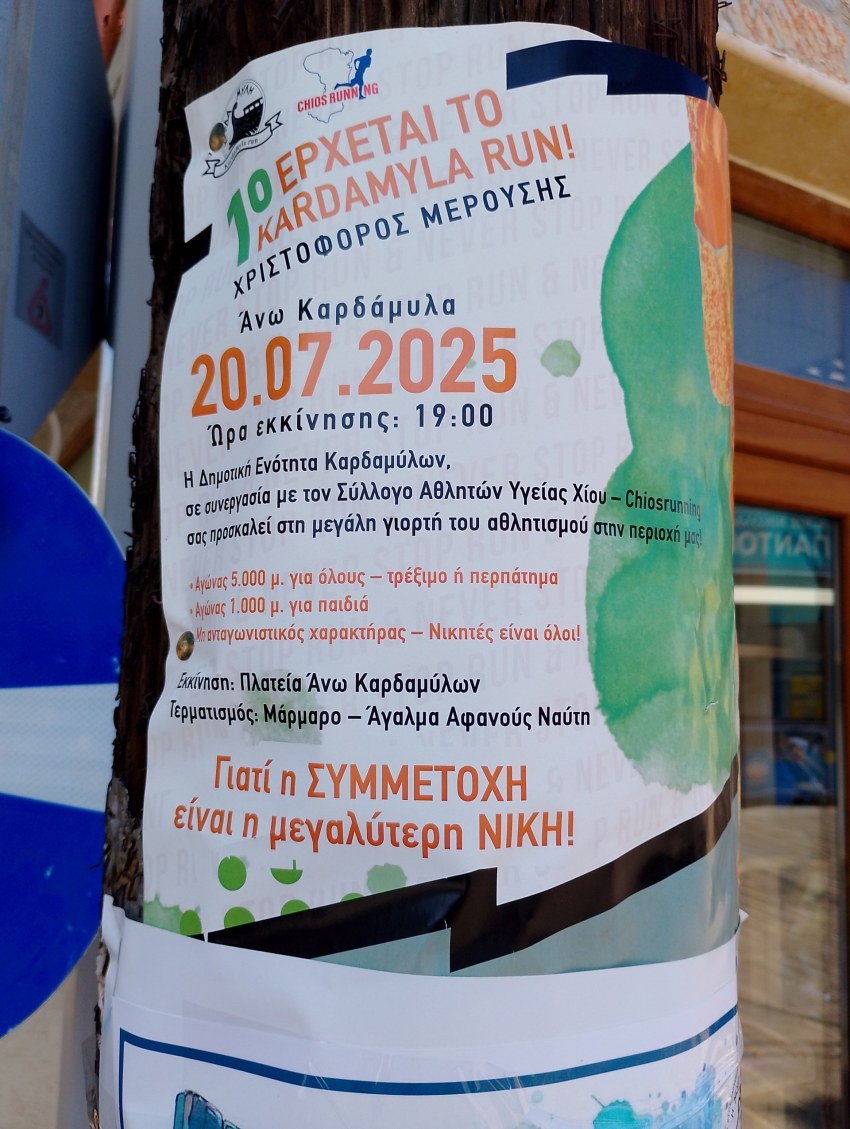 ΜΥΛΗ
CHIOS RUNNING
ΕΡΧΕΤΑΙ ΤΟ
1ο KARDAMYLA RUN!
ΧΡΙΣΤΟΦΟΡΟΣ ΜΕΡΟΥΣΗΣ
Άνω Καρδάμυλα
20.07.2025
Ώρα εκκίνησης: 19:00
Η Δημοτική Ενότητα Καρδαμύλων,
σε συνεργασία με τον Σύλλογο Αθλητών Υγείας Χίου – Chiosrunning
σας προσκαλεί στη μεγάλη γιορτή του αθλητισμού στην περιοχή μας!
• Αγώνας 5.000 μ. για όλους – τρέξιμο ή περπάτημα
• Αγώνας 1.000 μ. για παιδιά
Μη ανταγωνιστικός χαρακτήρας – Νικητές είναι όλοι!
Εκκίνηση: Πλατεία Άνω Καρδαμύλων
Τερματισμός: Μάρμαρο – Άγαλμα Αφανούς Ναύτη
Γιατί η ΣΥΜΜΕΤΟΧΗ
είναι η μεγαλύτερη ΝΙΚΗ!